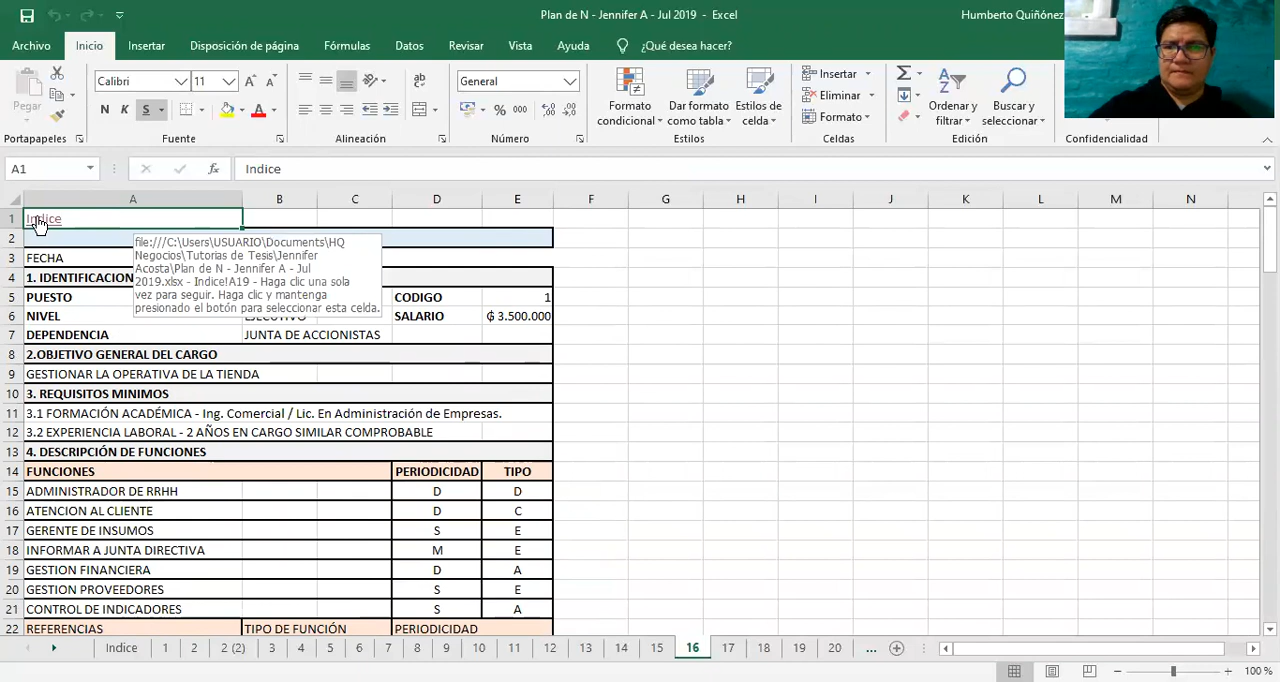 Plan de N - Jennifer A - Jul 2019 - Excel
Humberto Quiñónez
Archivo Inicio Insertar Disposición de página Fórmulas Datos Revisar Vista Ayuda ¿Qué desea hacer?
Pegar
Calibri 11
N K S
General
% 000
Formato condicional
Dar formato como tabla
Estilos de celda
Insertar
Eliminar
Formato
Ordenar y filtrar
Buscar y seleccionar
Portapapeles Fuente Alineación Número Estilos Celdas Edición Confidencialidad
A1 fx Indice
A B C D E F G H I J K L M N
1 Indice
2
3 FECHA
file:///C:\Users\USUARIO\Documents\HQ
Negocios\Tutorias de Tesis\Jennifer
Acosta\Plan de N - Jennifer A - Jul
2019.xlsx - Indice!A19 - Haga clic una sola
vez para seguir. Haga clic y mantenga
presionado el botón para seleccionar esta celda.
4 1. IDENTIFICACION
5 PUESTO CODIGO 1
6 NIVEL EJECUTIVO SALARIO ₲ 3.500.000
7 DEPENDENCIA JUNTA DE ACCIONISTAS
8 2.OBJETIVO GENERAL DEL CARGO
9 GESTIONAR LA OPERATIVA DE LA TIENDA
10 3. REQUISITOS MINIMOS
11 3.1 FORMACIÓN ACADÉMICA - Ing. Comercial / Lic. En Administración de Empresas.
12 3.2 EXPERIENCIA LABORAL - 2 AÑOS EN CARGO SIMILAR COMPROBABLE
13 4. DESCRIPCIÓN DE FUNCIONES
14 FUNCIONES PERIODICIDAD TIPO
15 ADMINISTRADOR DE RRHH D D
16 ATENCION AL CLIENTE D C
17 GERENTE DE INSUMOS S E
18 INFORMAR A JUNTA DIRECTIVA M E
19 GESTION FINANCIERA D A
20 GESTION PROVEEDORES S E
21 CONTROL DE INDICADORES S A
22 REFERENCIAS TIPO DE FUNCIÓN PERIODICIDAD
Indice 1 2 2 (2) 3 4 5 6 7 8 9 10 11 12 13 14 15 16 17 18 19 20 ...
100 %